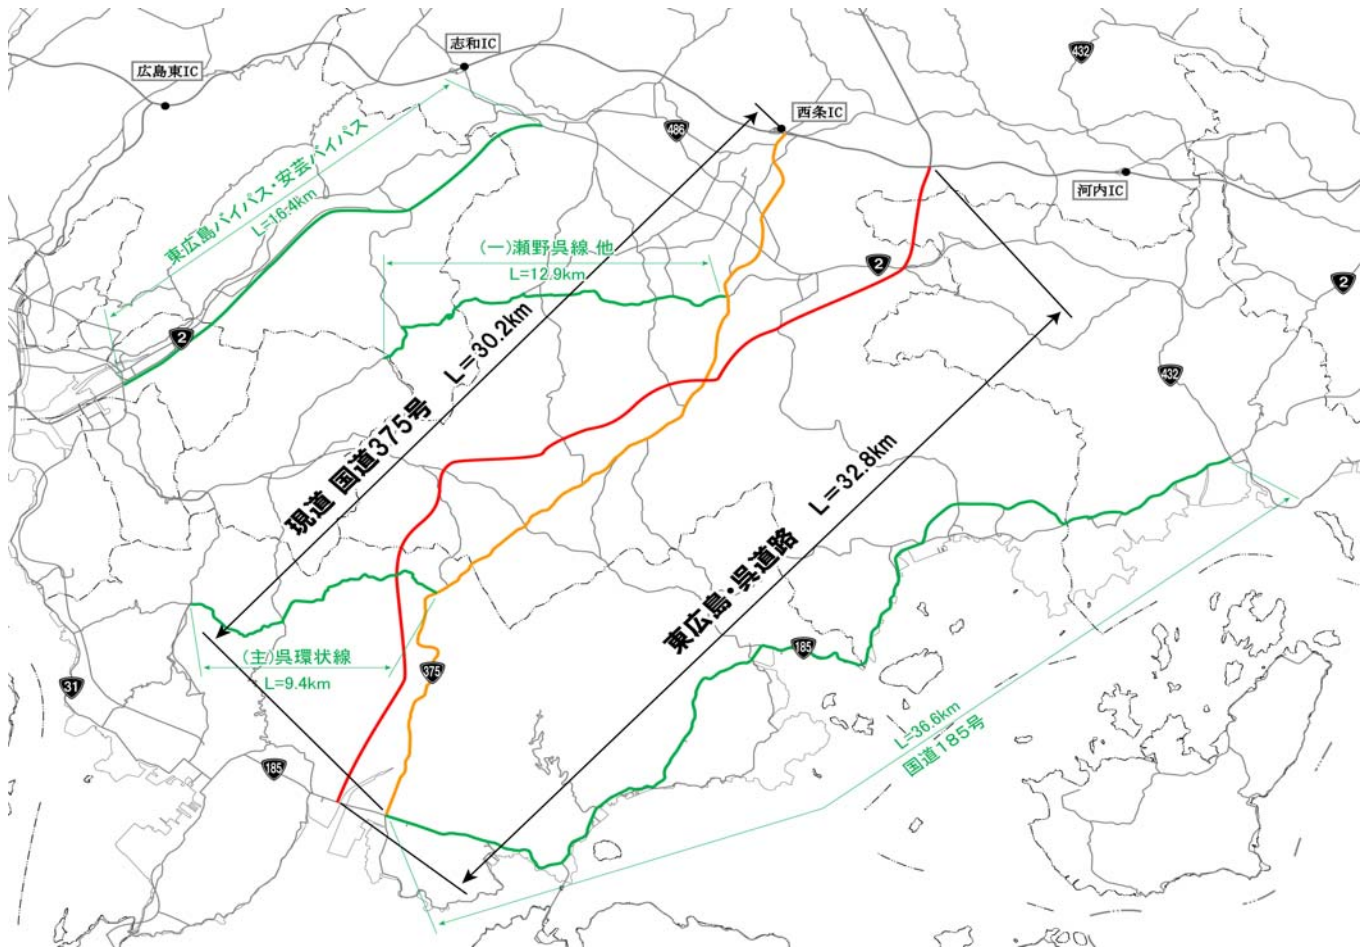 志和IC
広島東IC
432
西条IC
486
河内IC
東広島バイパス・安芸バイパス
L=16.4km
(一)瀬野呉線 他
L=12.9km
2
2
2
現道 国道375号 L=30.2km
432
東広島・呉道路 L=32.8km
(主)呉環状線
L=9.4km
375
185
31
185
L=36.6km
国道185号